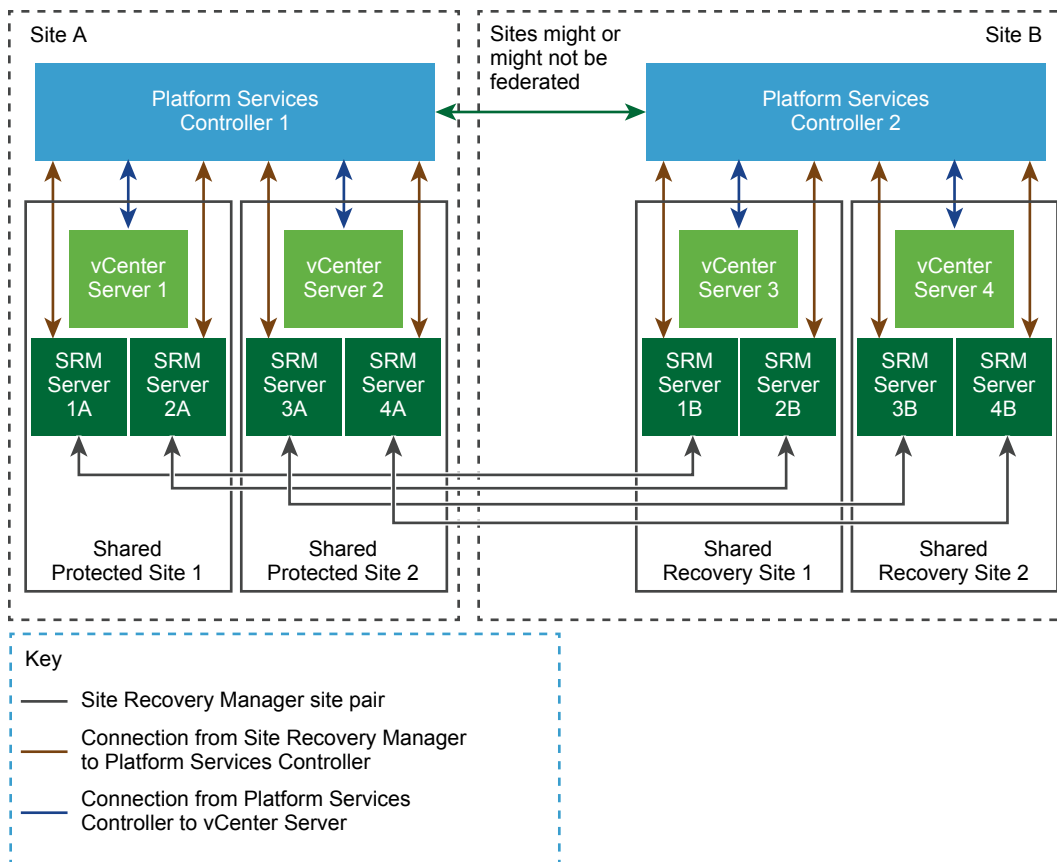 Site A
Sites might or
might not be
federated
Site B
Platform Services
Controller 1
Platform Services
Controller 2
vCenter
Server 1
vCenter
Server 2
vCenter
Server 3
vCenter
Server 4
SRM
Server
1A
SRM
Server
2A
SRM
Server
3A
SRM
Server
4A
SRM
Server
1B
SRM
Server
2B
SRM
Server
3B
SRM
Server
4B
Shared
Protected Site 1
Shared
Protected Site 2
Shared
Recovery Site 1
Shared
Recovery Site 2
Key
Site Recovery Manager site pair
Connection from Site Recovery Manager
to Platform Services Controller
Connection from Platform Services
Controller to vCenter Server